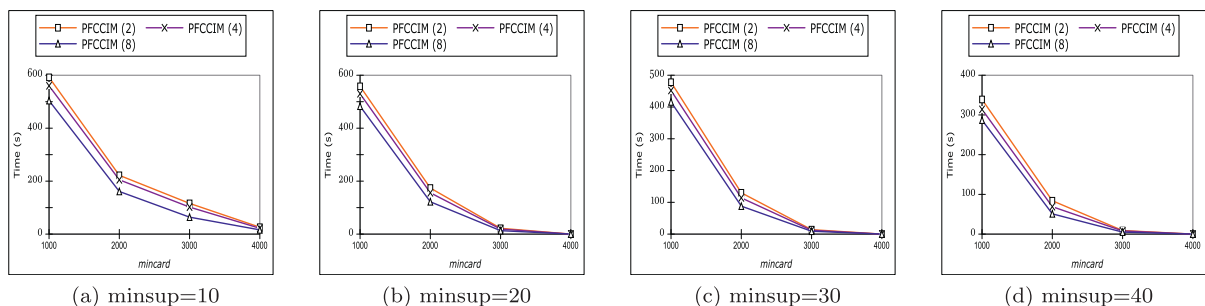 PFCCIM (2) PFCCIM (4)
PFCCIM (8)
600
400
200
0
Time (s)
1000 2000 3000 4000
mincard
(a) minsup=10
PFCCIM (2) PFCCIM (4)
PFCCIM (8)
600
400
200
0
Time (s)
1000 2000 3000 4000
mincard
(b) minsup=20
PFCCIM (2) PFCCIM (4)
PFCCIM (8)
500
400
300
200
100
0
Time (s)
1000 2000 3000 4000
mincard
(c) minsup=30
PFCCIM (2) PFCCIM (4)
PFCCIM (8)
400
300
200
100
0
Time (s)
1000 2000 3000 4000
mincard
(d) minsup=40